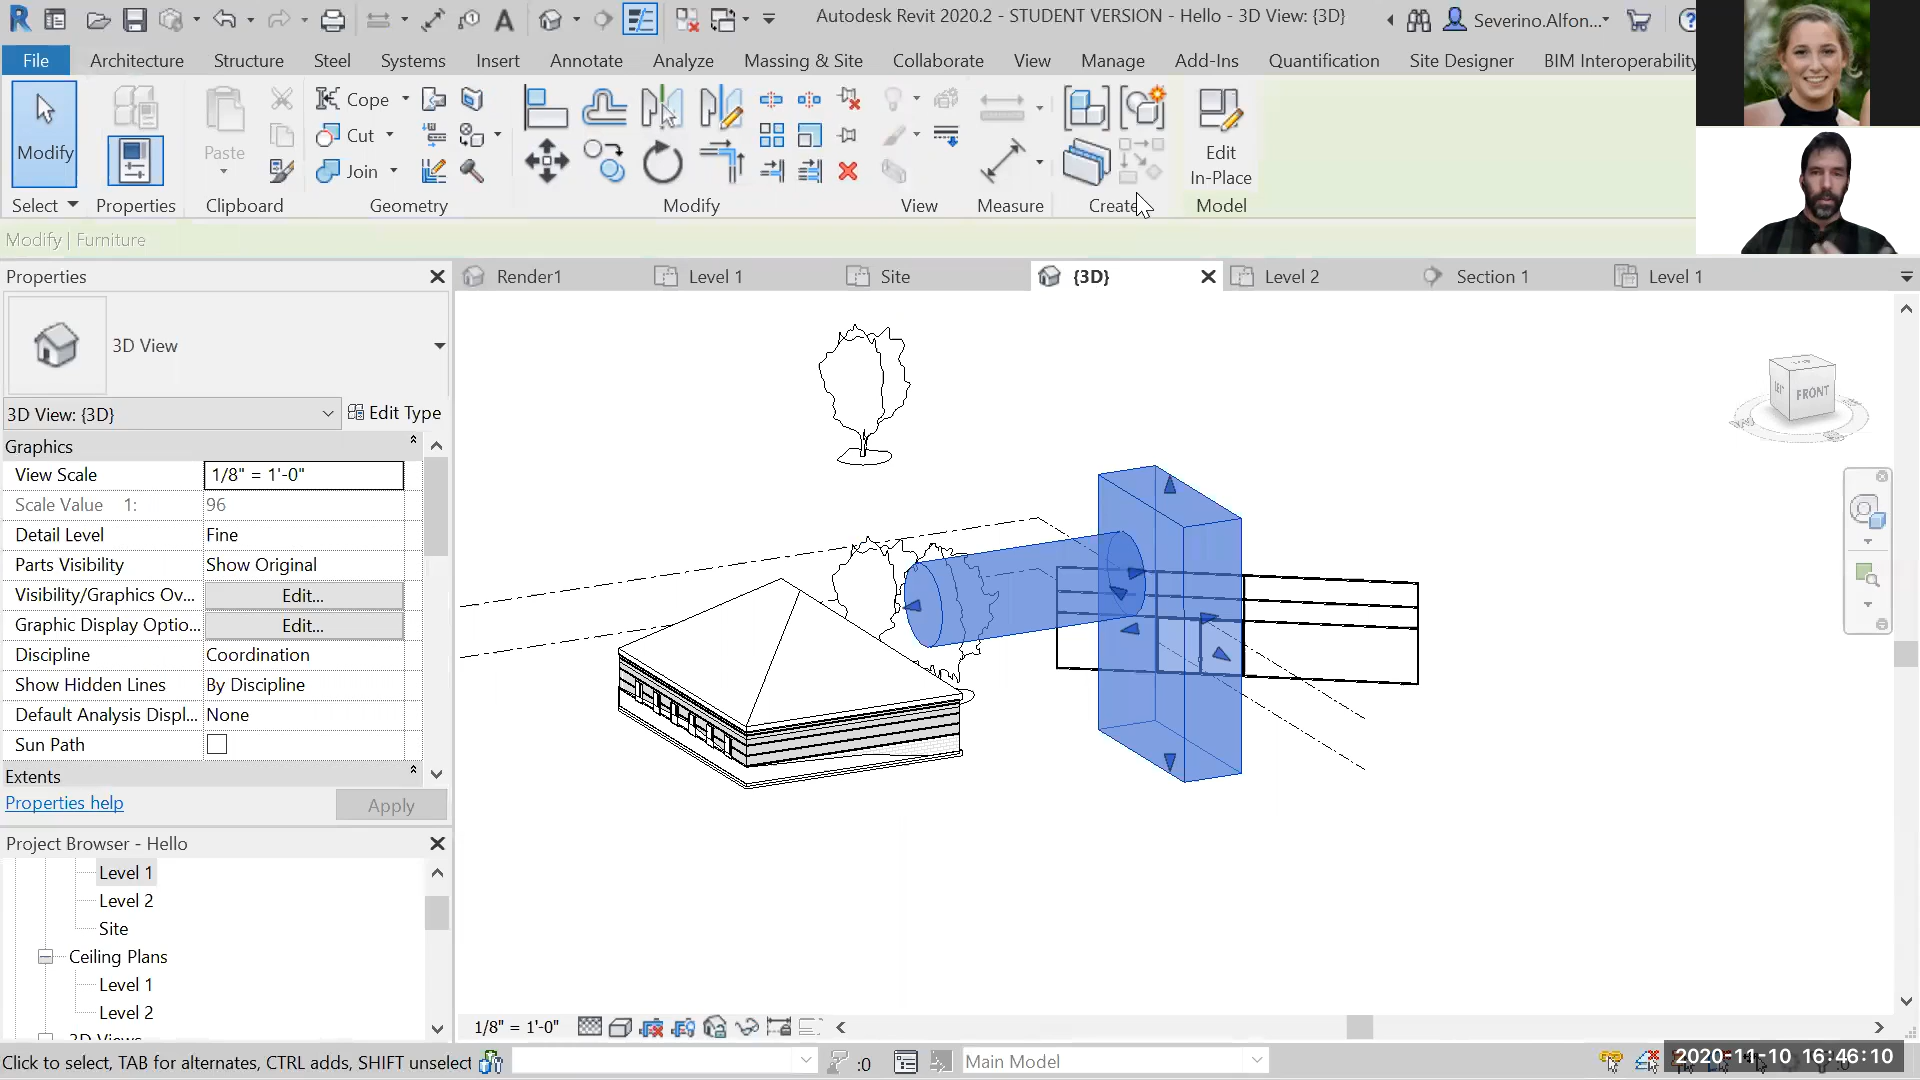 Autodesk Revit 2020.2 - STUDENT VERSION - Hello - 3D View: {3D}
Severino.Alfon...
File Architecture Structure Steel Systems Insert Annotate Analyze Massing & Site Collaborate View Manage Add-Ins Quantification Site Designer BIM Interoperability
Modify
Paste
Cope
Cut
Join
Edit
In-Place
Select Properties Clipboard Geometry Modify View Measure Create Model
Modify | Furniture
Properties
Render1 Level 1 Site {3D} Level 2 Section 1 Level 1
3D View
3D View: {3D} Edit Type
Graphics
View Scale 1/8" = 1'-0"
Scale Value 1: 96
Detail Level Fine
Parts Visibility Show Original
Visibility/Graphics Ov... Edit...
Graphic Display Optio... Edit...
Discipline Coordination
Show Hidden Lines By Discipline
Default Analysis Displ... None
Sun Path
Extents
Properties help Apply
Project Browser - Hello
Level 1
Level 2
Site
Ceiling Plans
Level 1
Level 2
3D Views
FRONT
1/8" = 1'-0"
Click to select, TAB for alternates, CTRL adds, SHIFT unselect
:0
Main Model
2020-11-10 16:46:10